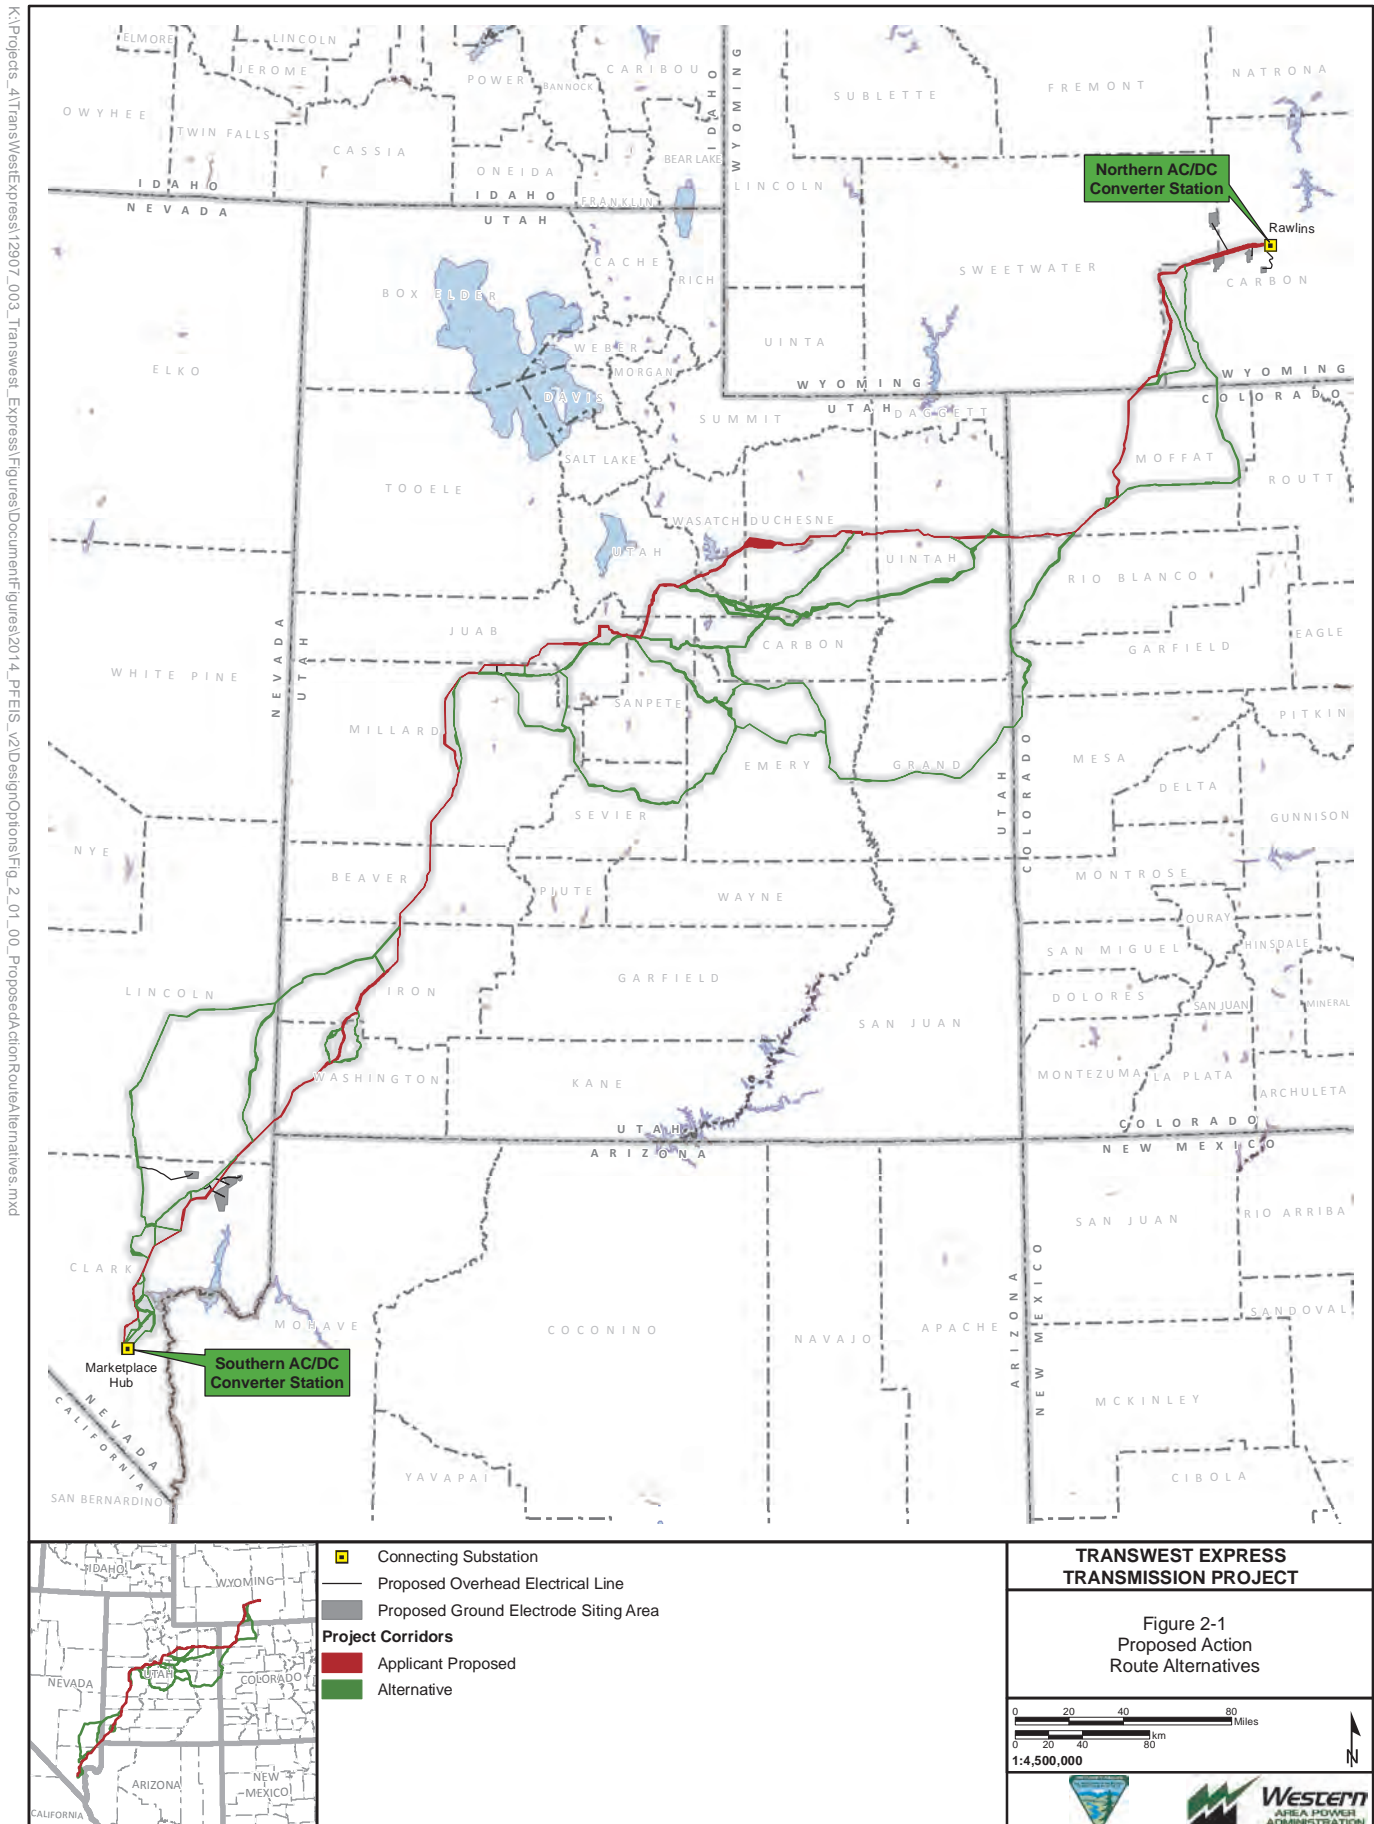 K:\Projects_4\TransWestExpress\12907_003_Transwest_Express\Figures\DocumentFigures\2014_PFEIS_v2\DesignOptions\Fig_2_01_00_ProposedActionRouteAlternatives.mxd
ELMORE
LINCOLN
JEROME
POWER
BANNOCK
CARIBOU
IDAHO
WYOMING
SUBLETTE
FREMONT
NATRONA
OWYHEE
TWIN FALLS
CASSIA
ONEIDA
BEAR LAKE
FRANKLIN
LINCOLN
IDAHO
NEVADA
IDAHO
UTAH
Northern AC/DC
Converter Station
Rawlins
CARBON
SWEETWATER
CACHE
RICH
BOX ELDER
WEBER
MORGAN
DAVIS
UINTA
ELKO
WYOMING
UTAH
WYOMING
COLORADO
SUMMIT
DAGGETT
SALT LAKE
TOOELE
MOFFAT
ROUTT
WASATCH
DUCHESNE
UTAH
UINTAH
RIO BLANCO
JUAB
CARBON
GARFIELD
EAGLE
NEVADA
UTAH
WHITE PINE
SANPETE
PITKIN
MILLARD
EMERY
GRAND
MESA
DELTA
UTAH
COLORADO
SEVIER
GUNNISON
NYE
BEAVER
PIUTE
WAYNE
MONTROSE
OURAY
SAN MIGUEL
HINSDALE
LINCOLN
IRON
GARFIELD
DOLORES
SAN JUAN
MINERAL
SAN JUAN
WASHINGTON
KANE
MONTEZUMA
LA PLATA
ARCHULETA
UTAH
ARIZONA
COLORADO
NEW MEXICO
SAN JUAN
RIO ARRIBA
CLARK
ARIZONA
NEW MEXICO
SANDOVAL
MOHAVE
COCONINO
NAVAJO
APACHE
Marketplace
Hub
Southern AC/DC
Converter Station
NEVADA
CALIFORNIA
MCKINLEY
YAVAPAI
CIBOLA
SAN BERNARDINO
IDAHO
WYOMING
NEVADA
UTAH
COLORADO
ARIZONA
NEW
MEXICO
CALIFORNIA
Connecting Substation
Proposed Overhead Electrical Line
Proposed Ground Electrode Siting Area
Project Corridors
Applicant Proposed
Alternative
TRANSWEST EXPRESS
TRANSMISSION PROJECT
Figure 2-1
Proposed Action
Route Alternatives
0 20 40 80
Miles
km
0 20 40 80
1:4,500,000
N
Western
AREA POWER
ADMINISTRATION